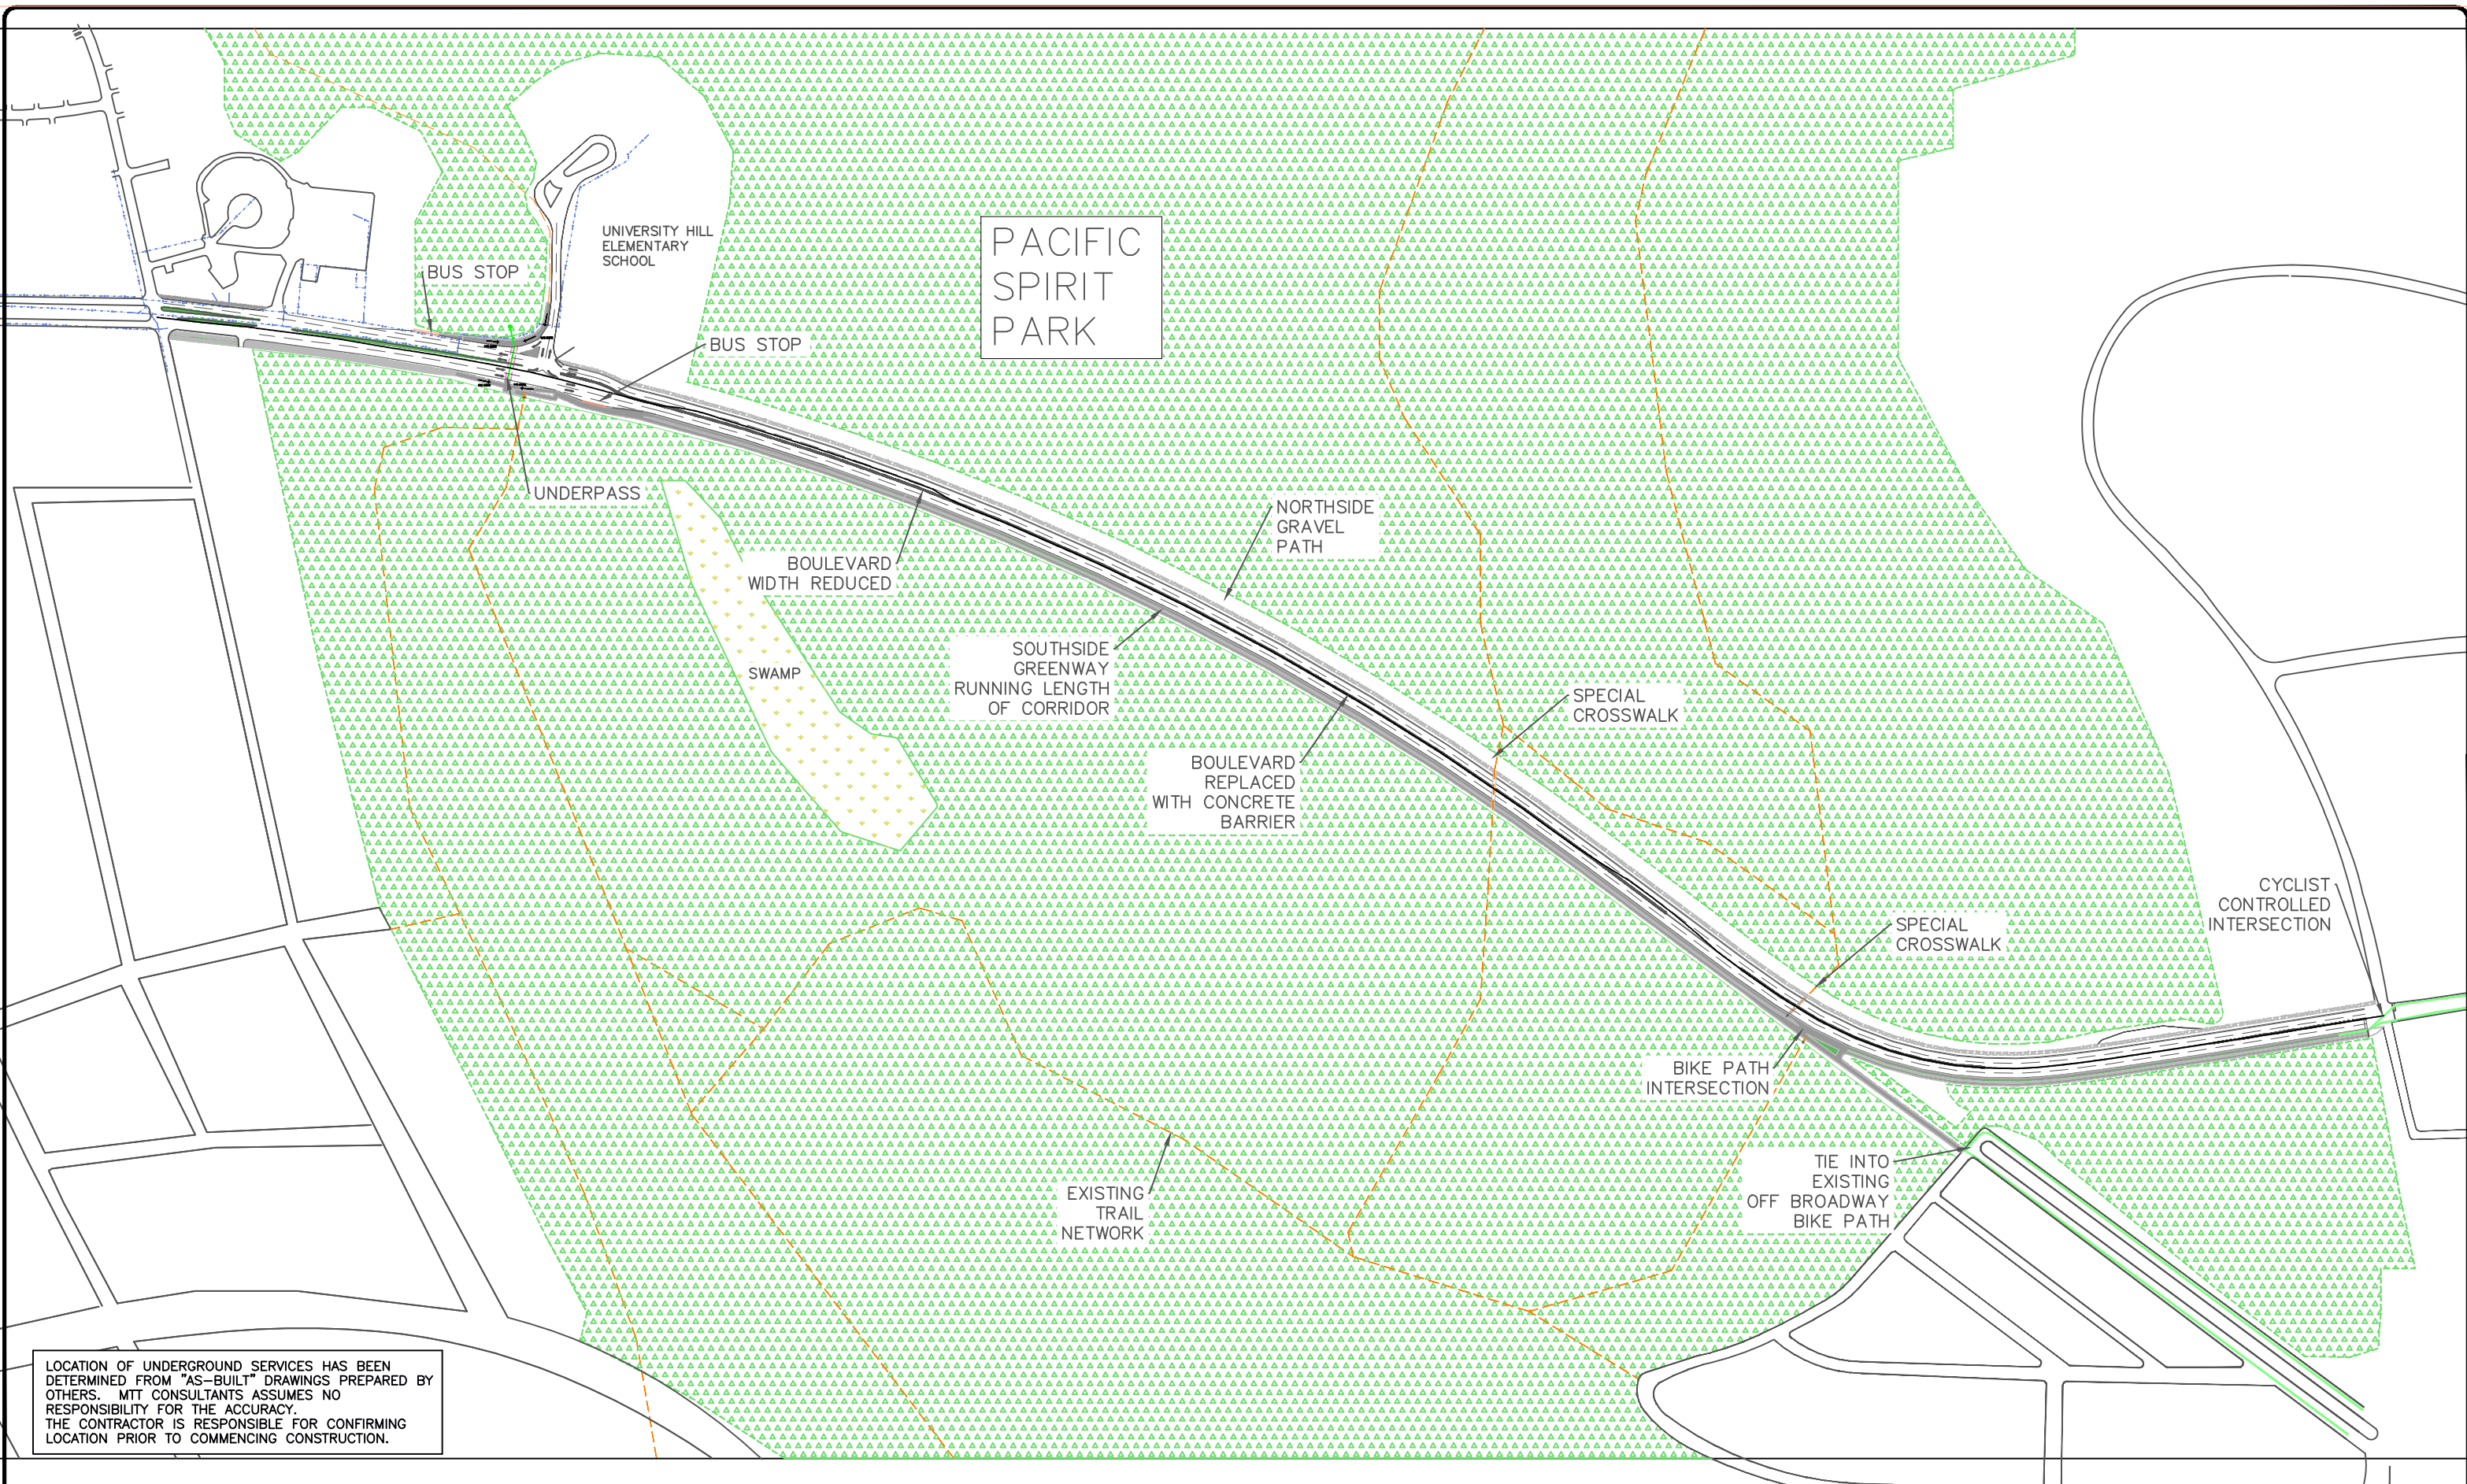 UNIVERSITY HILL
ELEMENTARY
SCHOOL
BUS STOP
PACIFIC
SPIRIT
PARK
BUS STOP
UNDERPASS
BOULEVARD
WIDTH REDUCED
NORTHSIDE
GRAVEL
PATH
SWAMP
SOUTHSIDE
GREENWAY
RUNNING LENGTH
OF CORRIDOR
SPECIAL
CROSSWALK
BOULEVARD
REPLACED
WITH CONCRETE
BARRIER
CYCLIST
CONTROLLED
INTERSECTION
SPECIAL
CROSSWALK
BIKE PATH
INTERSECTION
TIE INTO
EXISTING
OFF BROADWAY
BIKE PATH
EXISTING
TRAIL
NETWORK
LOCATION OF UNDERGROUND SERVICES HAS BEEN
DETERMINED FROM "AS-BUILT" DRAWINGS PREPARED BY
OTHERS. MTT CONSULTANTS ASSUMES NO
RESPONSIBILITY FOR THE ACCURACY.
THE CONTRACTOR IS RESPONSIBLE FOR CONFIRMING
LOCATION PRIOR TO COMMENCING CONSTRUCTION.